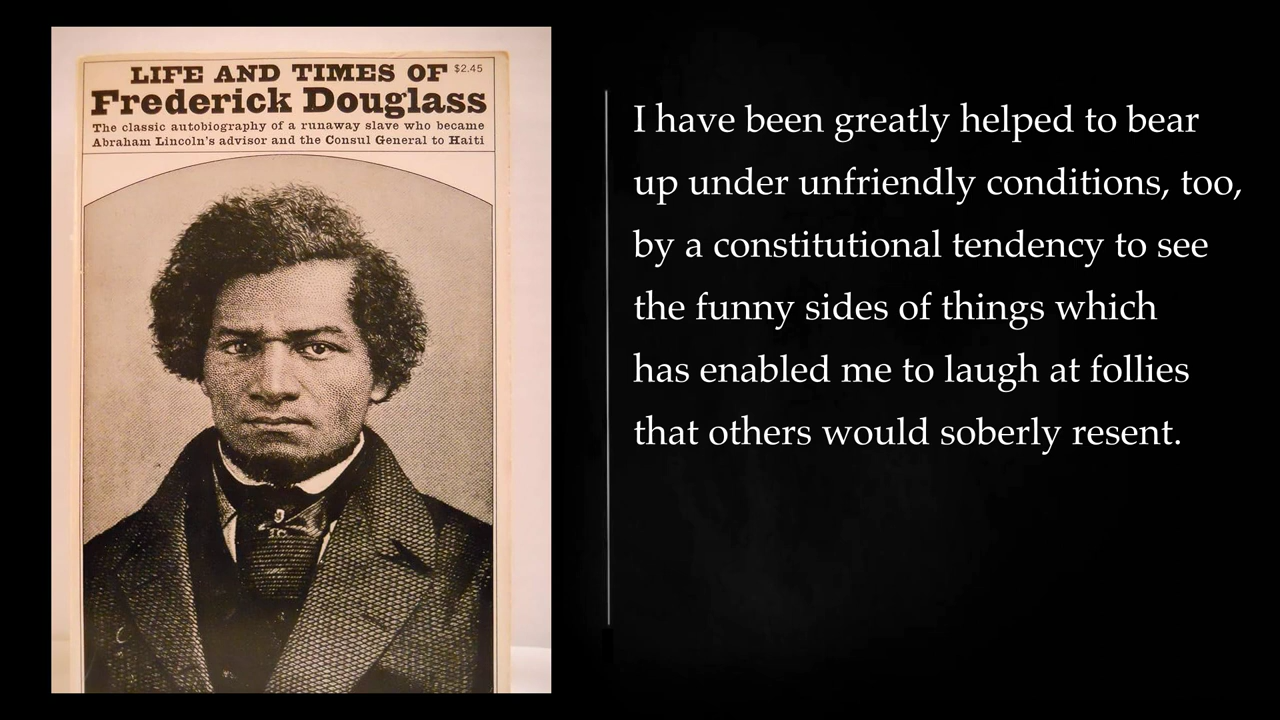 LIFE AND TIMES OF $2.45
Frederick Douglass
The classic autobiography of a runaway slave who became
Abraham Lincoln's advisor and the Consul General to Haiti
I have been greatly helped to bear
up under unfriendly conditions, too,
by a constitutional tendency to see
the funny sides of things which
has enabled me to laugh at follies
that others would soberly resent.